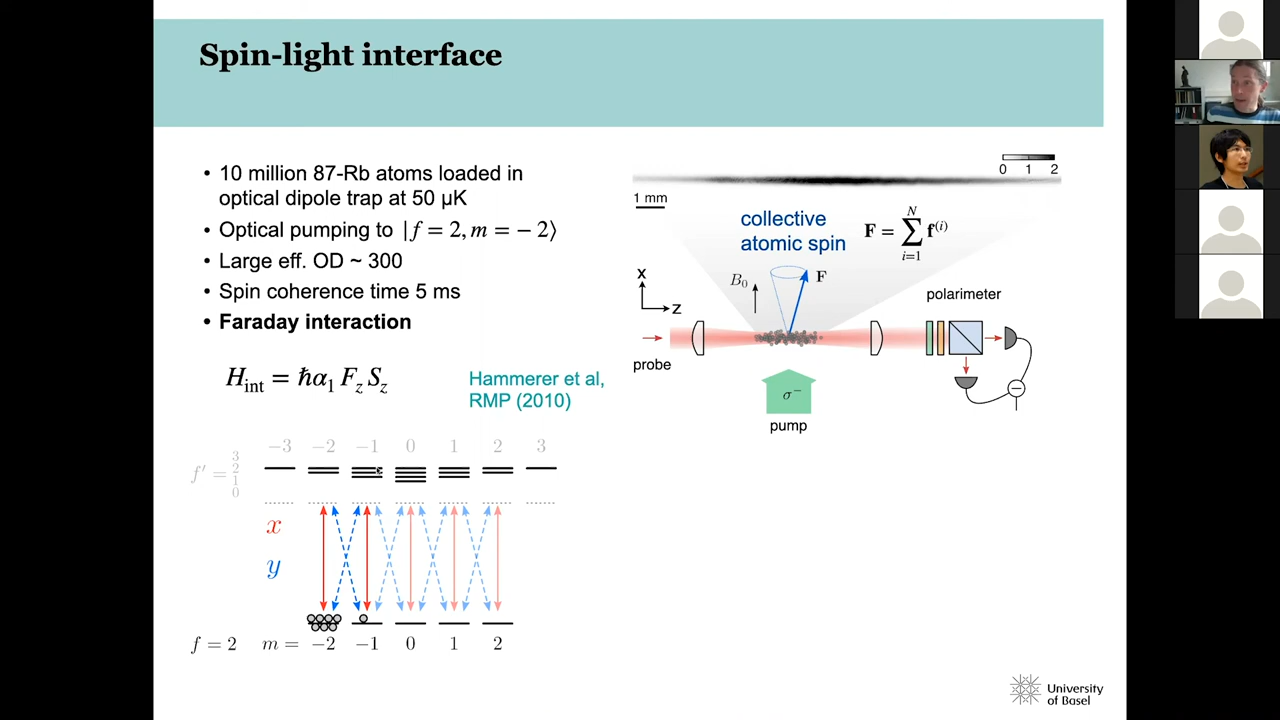 Spin-light interface
• 10 million 87-Rb atoms loaded in
optical dipole trap at 50 μK
• Optical pumping to |f = 2, m = − 2⟩
• Large eff. OD ~ 300
• Spin coherence time 5 ms
• Faraday interaction
H_int = ℏα₁ F_z S_z
Hammerer et al,
RMP (2010)
0 1 2
1 mm
collective
atomic spin
F = ∑_{i=1}^{N} f^{(i)}
B₀
F
x
z
polarimeter
probe
σ⁻
pump
−3 −2 −1 0 1 2 3
f′ = 3 2 1 0
x
y
f = 2 m = −2 −1 0 1 2
University
of Basel